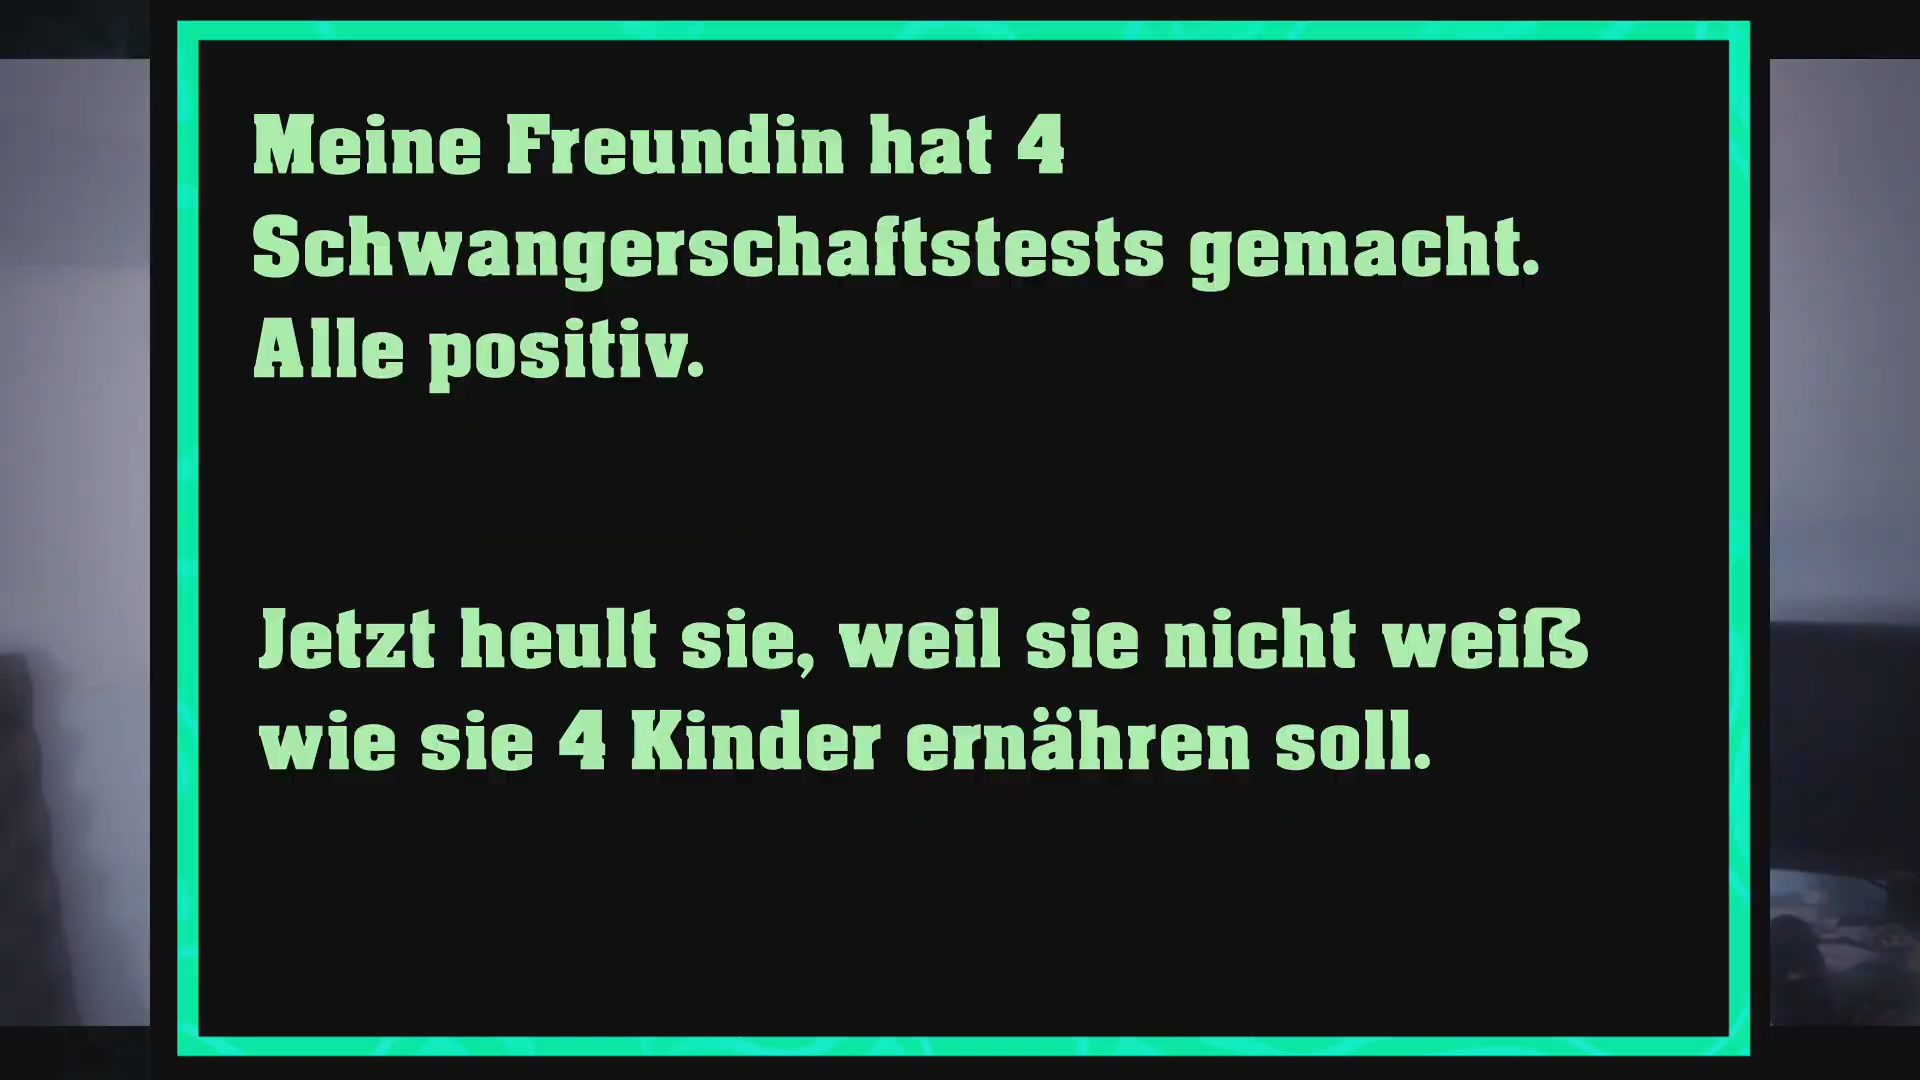 Meine Freundin hat 4
Schwangerschaftstests gemacht.
Alle positiv.
Jetzt heult sie, weil sie nicht weiß
wie sie 4 Kinder ernähren soll.